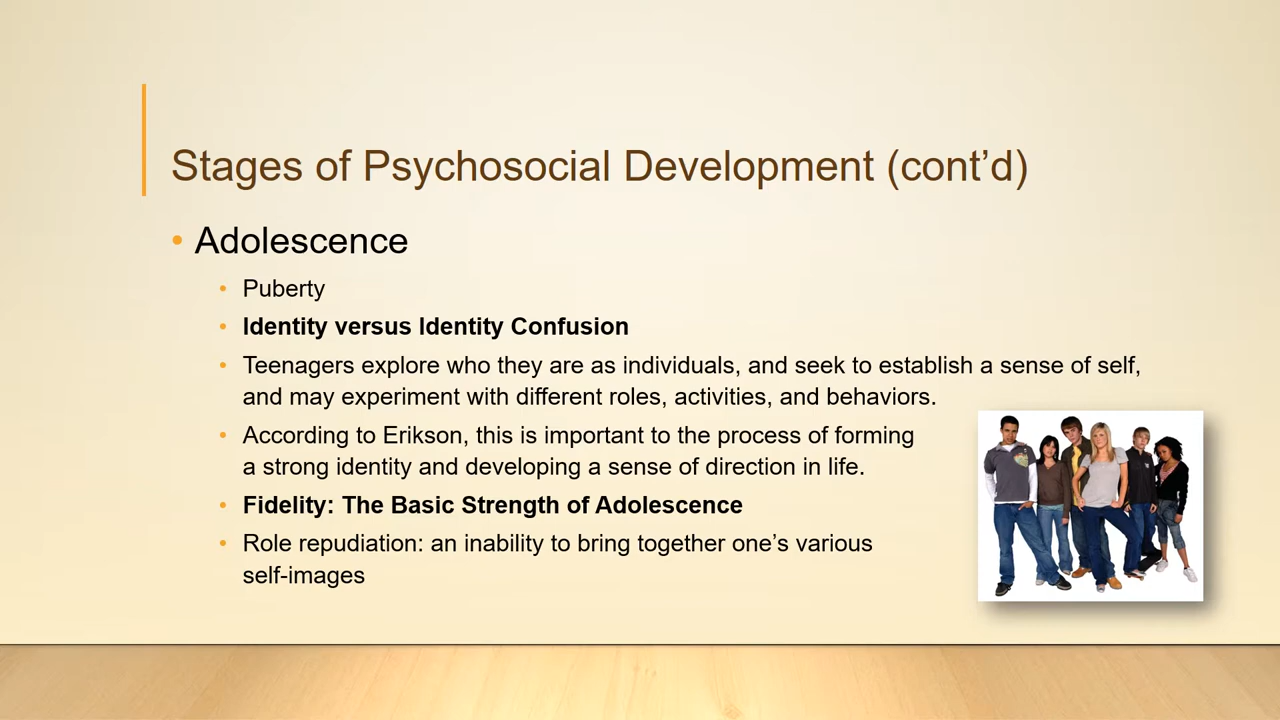 Stages of Psychosocial Development (cont’d)
• Adolescence
• Puberty
• Identity versus Identity Confusion
• Teenagers explore who they are as individuals, and seek to establish a sense of self,
and may experiment with different roles, activities, and behaviors.
• According to Erikson, this is important to the process of forming
a strong identity and developing a sense of direction in life.
• Fidelity: The Basic Strength of Adolescence
• Role repudiation: an inability to bring together one’s various
self-images